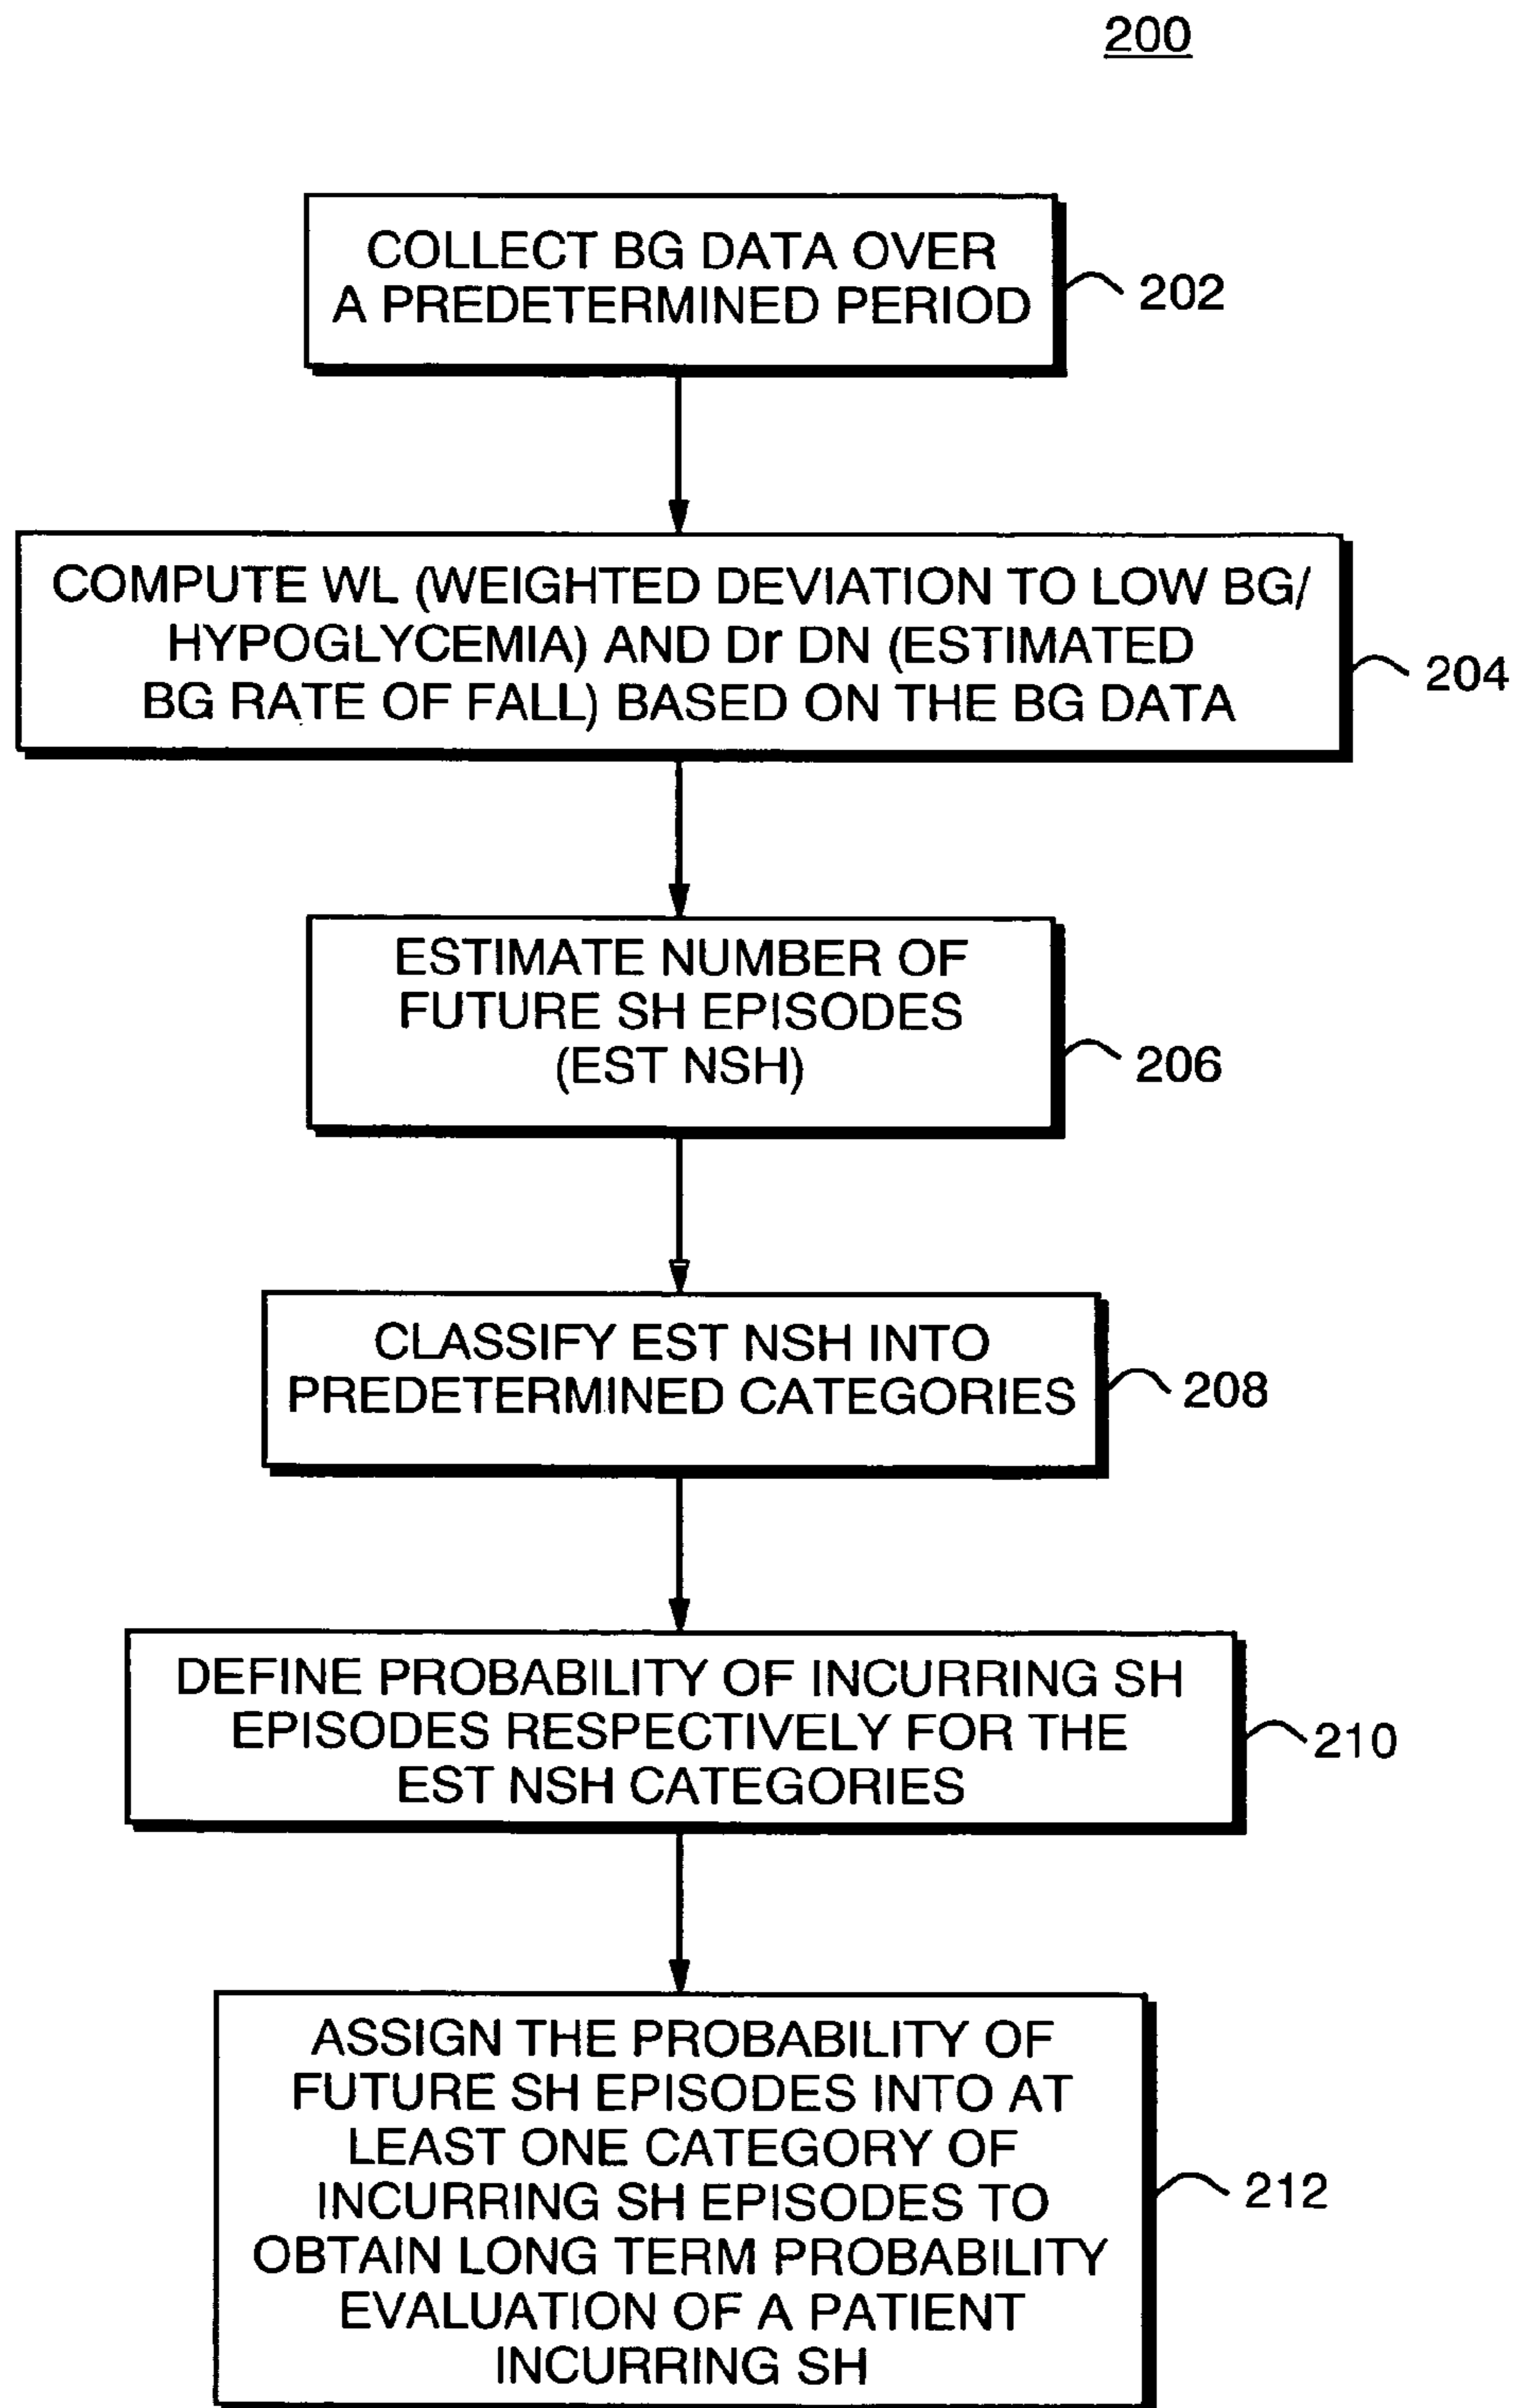 200
COLLECT BG DATA OVER
A PREDETERMINED PERIOD
202
COMPUTE WL (WEIGHTED DEVIATION TO LOW BG/
HYPOGLYCEMIA) AND Dr DN (ESTIMATED
BG RATE OF FALL) BASED ON THE BG DATA
204
ESTIMATE NUMBER OF
FUTURE SH EPISODES
(EST NSH)
206
CLASSIFY EST NSH INTO
PREDETERMINED CATEGORIES
208
DEFINE PROBABILITY OF INCURRING SH
EPISODES RESPECTIVELY FOR THE
EST NSH CATEGORIES
210
ASSIGN THE PROBABILITY OF
FUTURE SH EPISODES INTO AT
LEAST ONE CATEGORY OF
INCURRING SH EPISODES TO
OBTAIN LONG TERM PROBABILITY
EVALUATION OF A PATIENT
INCURRING SH
212